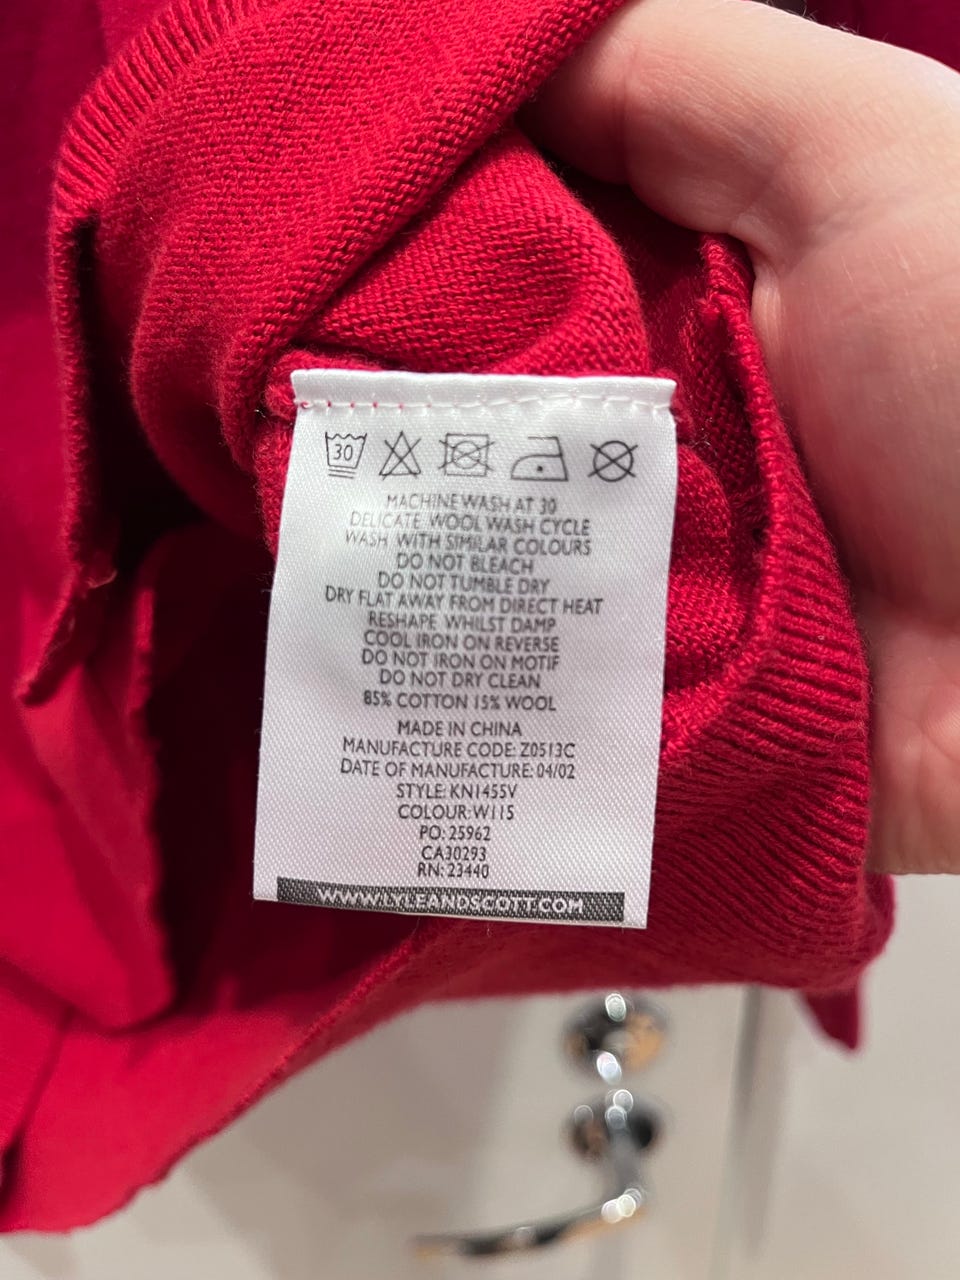 30
MACHINE WASH AT 30
DELICATE WOOL WASH CYCLE
WASH WITH SIMILAR COLOURS
DO NOT BLEACH
DO NOT TUMBLE DRY
DRY FLAT AWAY FROM DIRECT HEAT
RESHAPE WHILST DAMP
COOL IRON ON REVERSE
DO NOT IRON ON MOTIF
DO NOT DRY CLEAN
85% COTTON 15% WOOL
MADE IN CHINA
MANUFACTURE CODE: Z0513C
DATE OF MANUFACTURE: 04/02
STYLE: KN1455V
COLOUR: W115
PO: 25962
CA30293
RN: 23440
WWW.LYLEANDSCOTT.COM